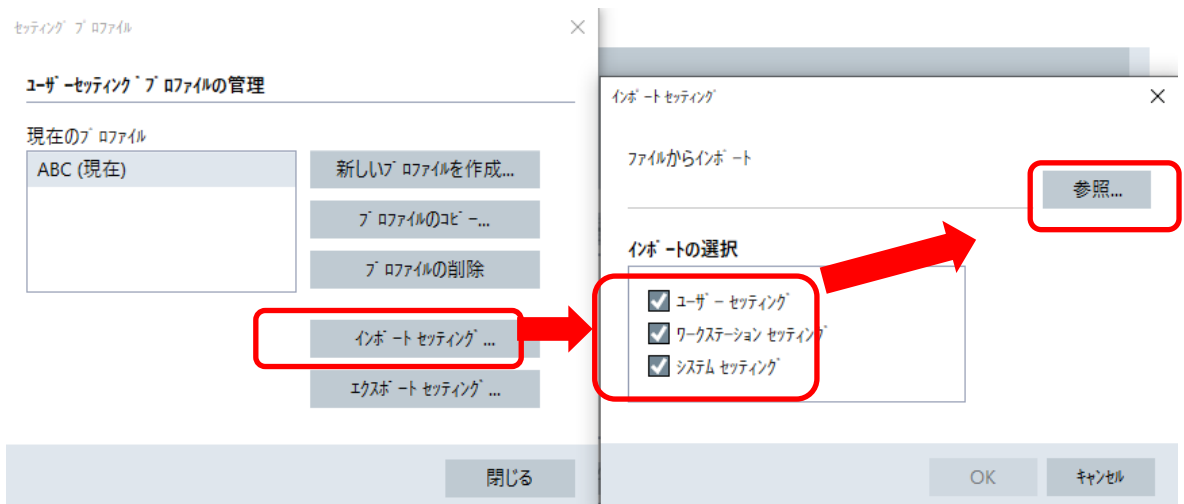 ｾｯﾃｨﾝｸﾞ ﾌﾟﾛﾌｧｲﾙ
ﾕｰｻﾞｰｾｯﾃｨﾝｸﾞﾌﾟﾛﾌｧｲﾙの管理
現在のﾌﾟﾛﾌｧｲﾙ
ABC (現在)
新しいﾌﾟﾛﾌｧｲﾙを作成...
ﾌﾟﾛﾌｧｲﾙのｺﾋﾟｰ...
ﾌﾟﾛﾌｧｲﾙの削除
ｲﾝﾎﾟｰﾄ ｾｯﾃｨﾝｸﾞ...
ｴｸｽﾎﾟｰﾄ ｾｯﾃｨﾝｸﾞ...
閉じる
ｲﾝﾎﾟｰﾄ ｾｯﾃｨﾝｸﾞ
ﾌｧｲﾙからｲﾝﾎﾟｰﾄ
参照...
ｲﾝﾎﾟｰﾄの選択
ﾕｰｻﾞｰ ｾｯﾃｨﾝｸﾞ
ﾜｰｸｽﾃｰｼｮﾝ ｾｯﾃｨﾝｸﾞ
ｼｽﾃﾑ ｾｯﾃｨﾝｸﾞ
OK
ｷｬﾝｾﾙ